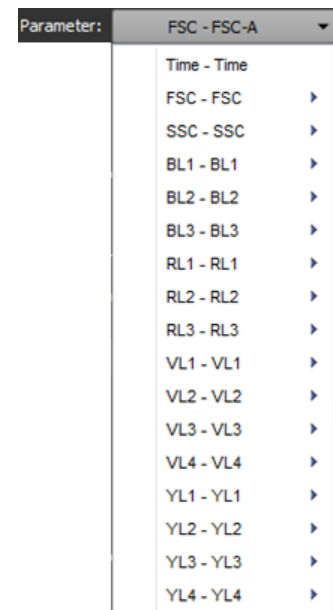 Parameter: FSC - FSC-A
Time - Time
FSC - FSC
SSC - SSC
BL1 - BL1
BL2 - BL2
BL3 - BL3
RL1 - RL1
RL2 - RL2
RL3 - RL3
VL1 - VL1
VL2 - VL2
VL3 - VL3
VL4 - VL4
YL1 - YL1
YL2 - YL2
YL3 - YL3
YL4 - YL4